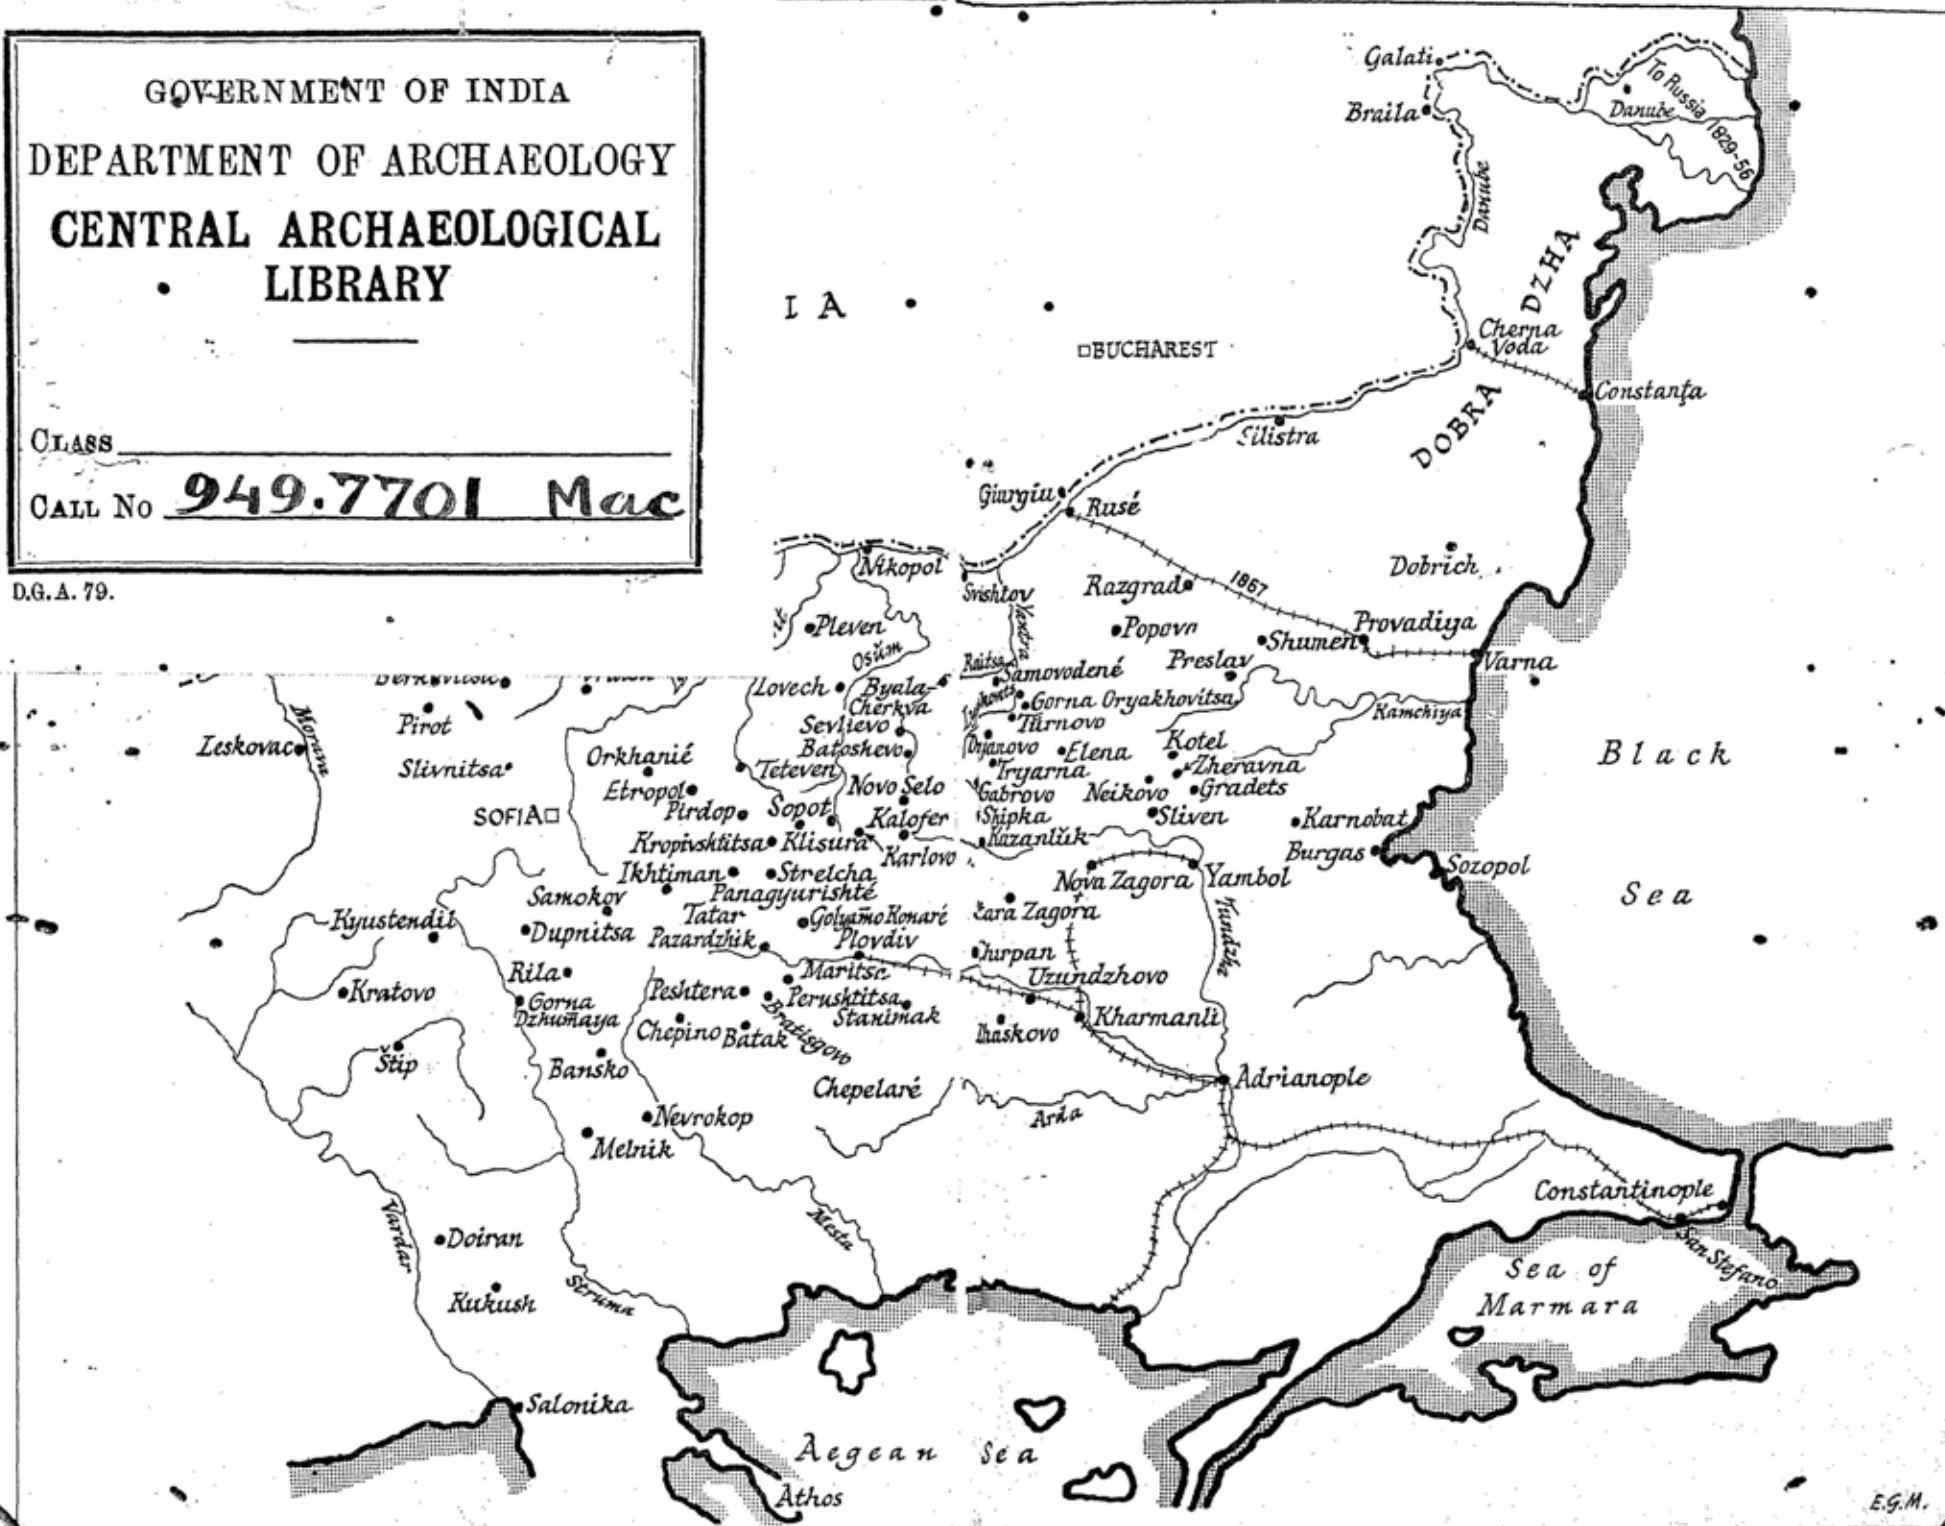 GOVERNMENT OF INDIA
DEPARTMENT OF ARCHAEOLOGY
CENTRAL ARCHAEOLOGICAL
LIBRARY
CLASS
CALL No 949.7701 Mac
D.G.A. 79.
Galati
Braila
To Russia 1829-56
Danube
Danube
DOBRA DZHA
I A
BUCHAREST
Cherna
Voda
Constanţa
Silistra
Giurgiu
Rusé
Nikopol
Svishtov
Yantra
Razgrad
1867
Dobrich
Pleven
Osŭm
Popovo
Shumen
Provadiya
Varna
Preslav
Samovodené
Lovech
Byala
Cherkva
Gorna Oryakhovitsa
Tŭrnovo
Kamchiya
Pirot
Morava
Leskovac
Slivnitsa
Orkhanié
Sevlievo
Batoshevo
Teteven
Dryanovo
Elena
Kotel
Tryavna
Zheravna
Black
Sea
Etropol
Novo Selo
Gabrovo
Neikovo
Gradets
SOFIA
Pirdop
Sopot
Kalofer
Shipka
Sliven
Karnobat
Kropivshtitsa
Klisura
Karlovo
Kazanlŭk
Burgas
Sozopol
Ikhtiman
Strelcha
Nova Zagora
Yambol
Samokov
Panagyurishté
Kyustendil
Tatar
Pazardzhik
Golyamo Konaré
Zara Zagora
Tundzha
Dupnitsa
Plovdiv
Chirpan
Rila
Maritsa
Uzundzhovo
Kratovo
Gorna
Dzhumaya
Peshtera
Perushtitsa
Stanimak
Chepino
Batak
Bratsigovo
Khaskovo
Kharmanli
Štip
Bansko
Chepelaré
Adrianople
Arda
Nevrokop
Melnik
Constantinople
San Stefano
Mesta
Vardar
Doiran
Struma
Kukush
Sea of
Marmara
Salonika
Aegean Sea
Athos
E.G.M.